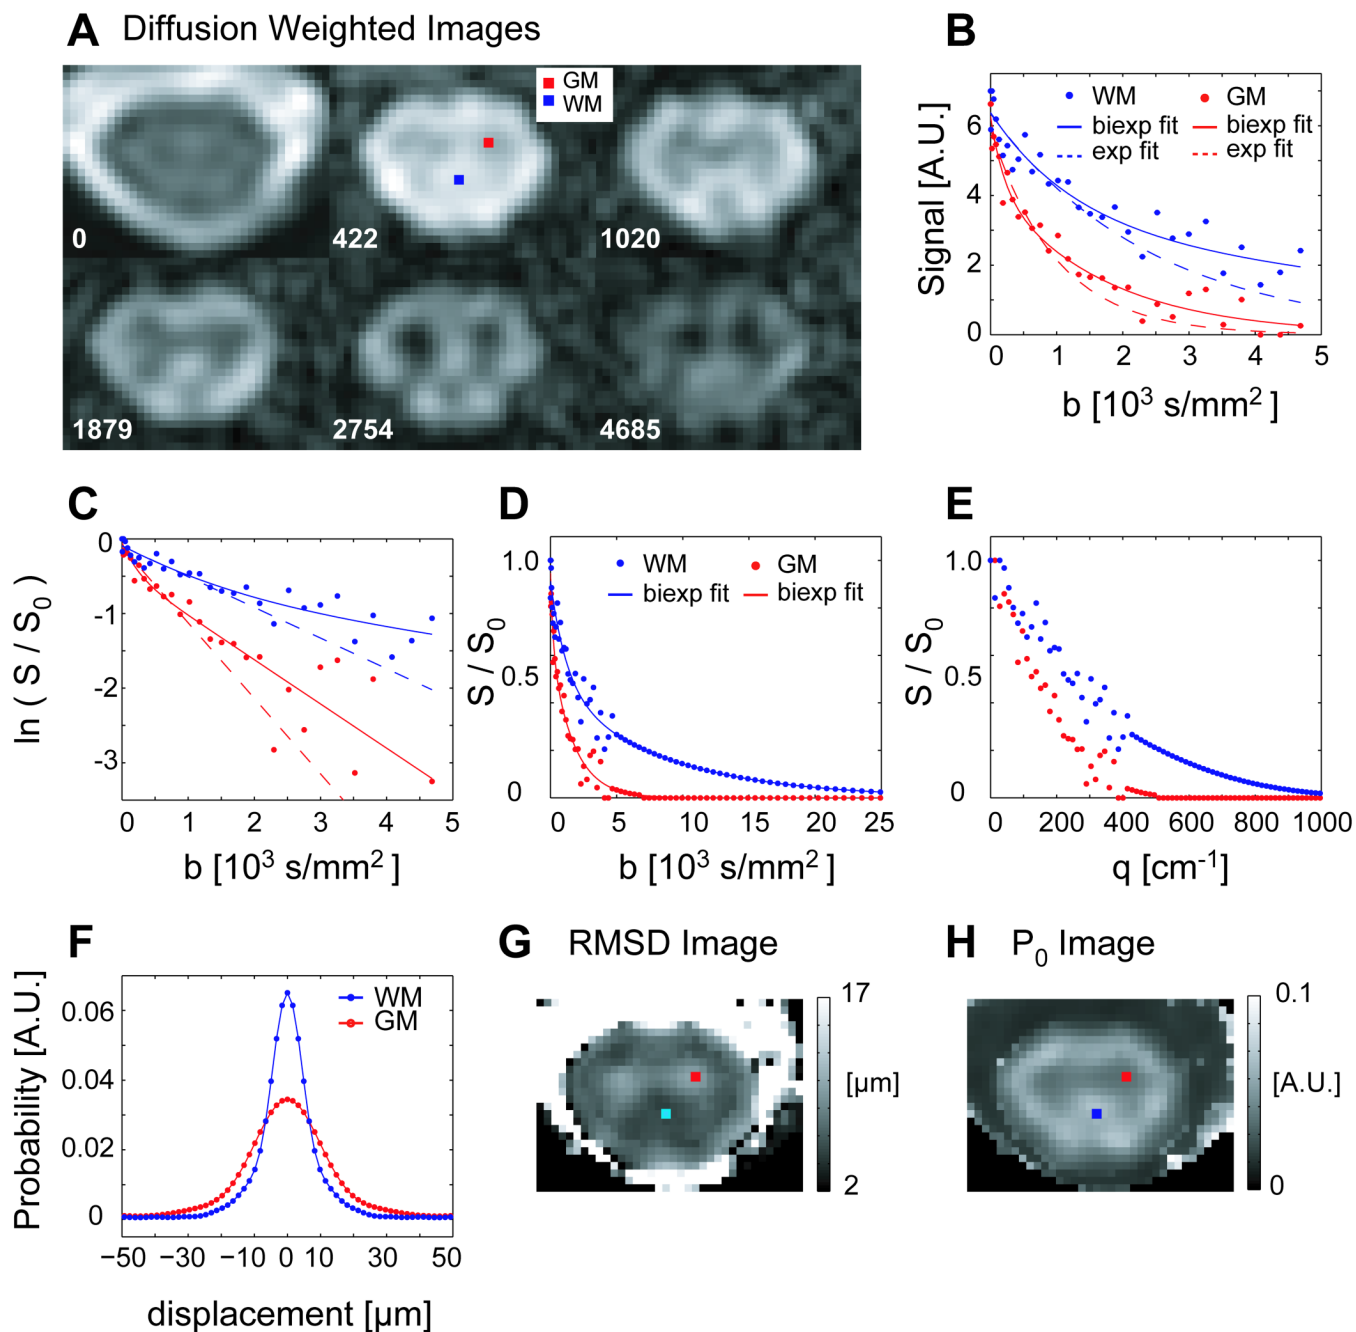 A Diffusion Weighted Images
GM
WM
0
422
1020
1879
2754
4685
B
WM
GM
biexp fit
biexp fit
exp fit
exp fit
Signal [A.U.]
6
4
2
0
0 1 2 3 4 5
b [10³ s/mm²]
C
ln ( S / S₀ )
0
-1
-2
-3
0 1 2 3 4 5
b [10³ s/mm²]
D
WM
GM
biexp fit
biexp fit
S / S₀
1.0
0.5
0
0 5 10 15 20 25
b [10³ s/mm²]
E
S / S₀
1.0
0.5
0
0 200 400 600 800 1000
q [cm⁻¹]
F
WM
GM
Probability [A.U.]
0.06
0.04
0.02
0
−50 −30 −10 0 10 30 50
displacement [µm]
G RMSD Image
17
[µm]
2
H P₀ Image
0.1
[A.U.]
0